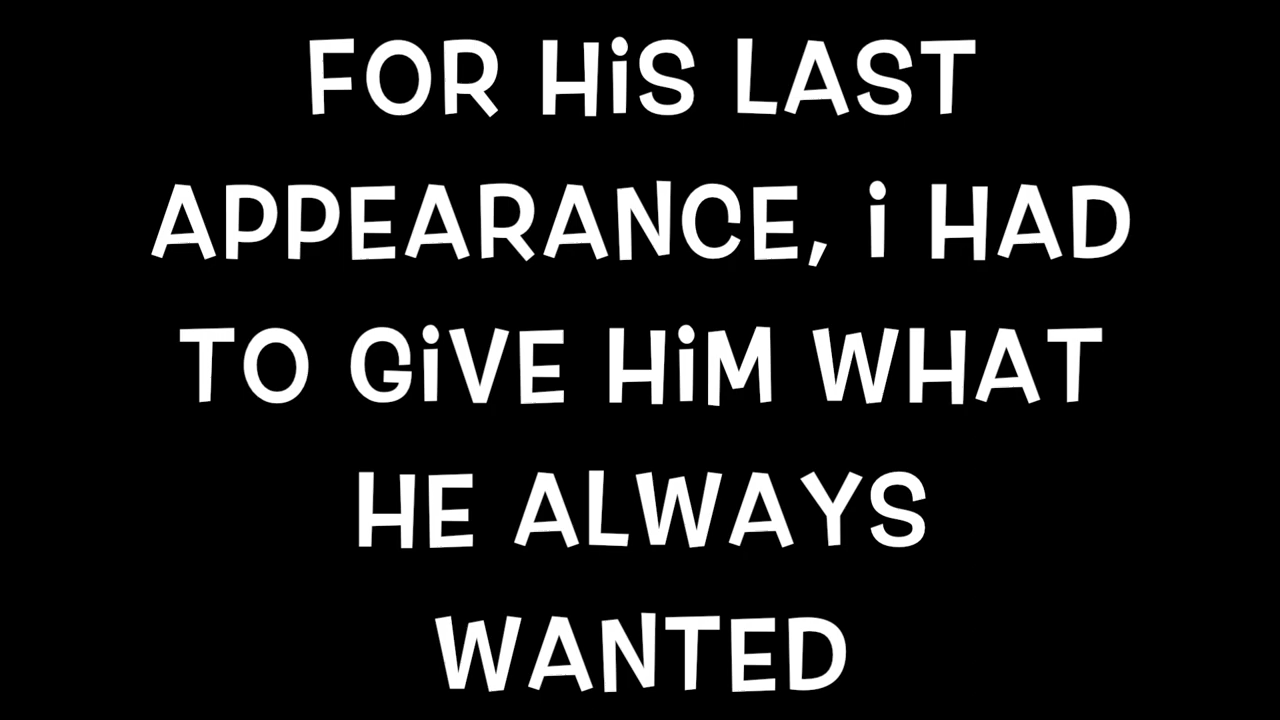 FOR HiS LAST
APPEARANCE, i HAD
TO GiVE HiM WHAT
HE ALWAYS
WANTED